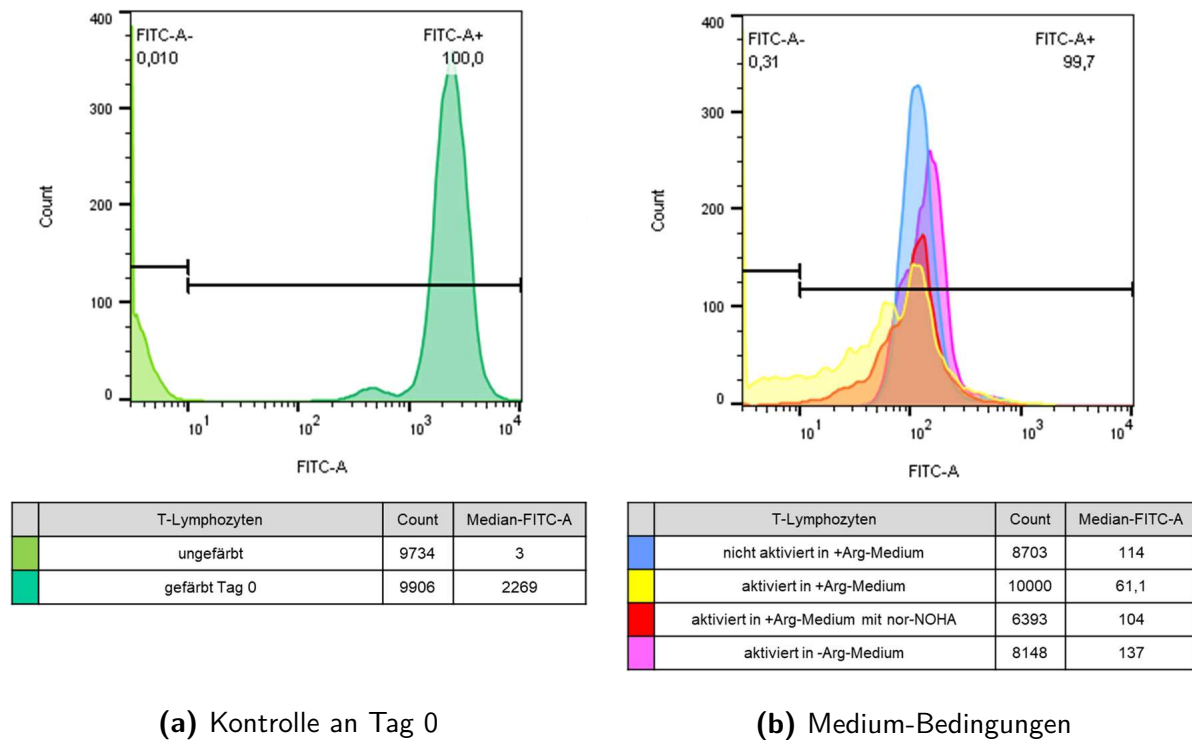 400
300
200
100
0
Count
FITC-A-
0,010
FITC-A+
100,0
10^1
10^2
10^3
10^4
FITC-A
T-Lymphozyten Count Median-FITC-A
ungefärbt 9734 3
gefärbt Tag 0 9906 2269
(a) Kontrolle an Tag 0
400
300
200
100
0
Count
FITC-A-
0,31
FITC-A+
99,7
10^1
10^2
10^3
10^4
FITC-A
T-Lymphozyten Count Median-FITC-A
nicht aktiviert in +Arg-Medium 8703 114
aktiviert in +Arg-Medium 10000 61,1
aktiviert in +Arg-Medium mit nor-NOHA 6393 104
aktiviert in -Arg-Medium 8148 137
(b) Medium-Bedingungen